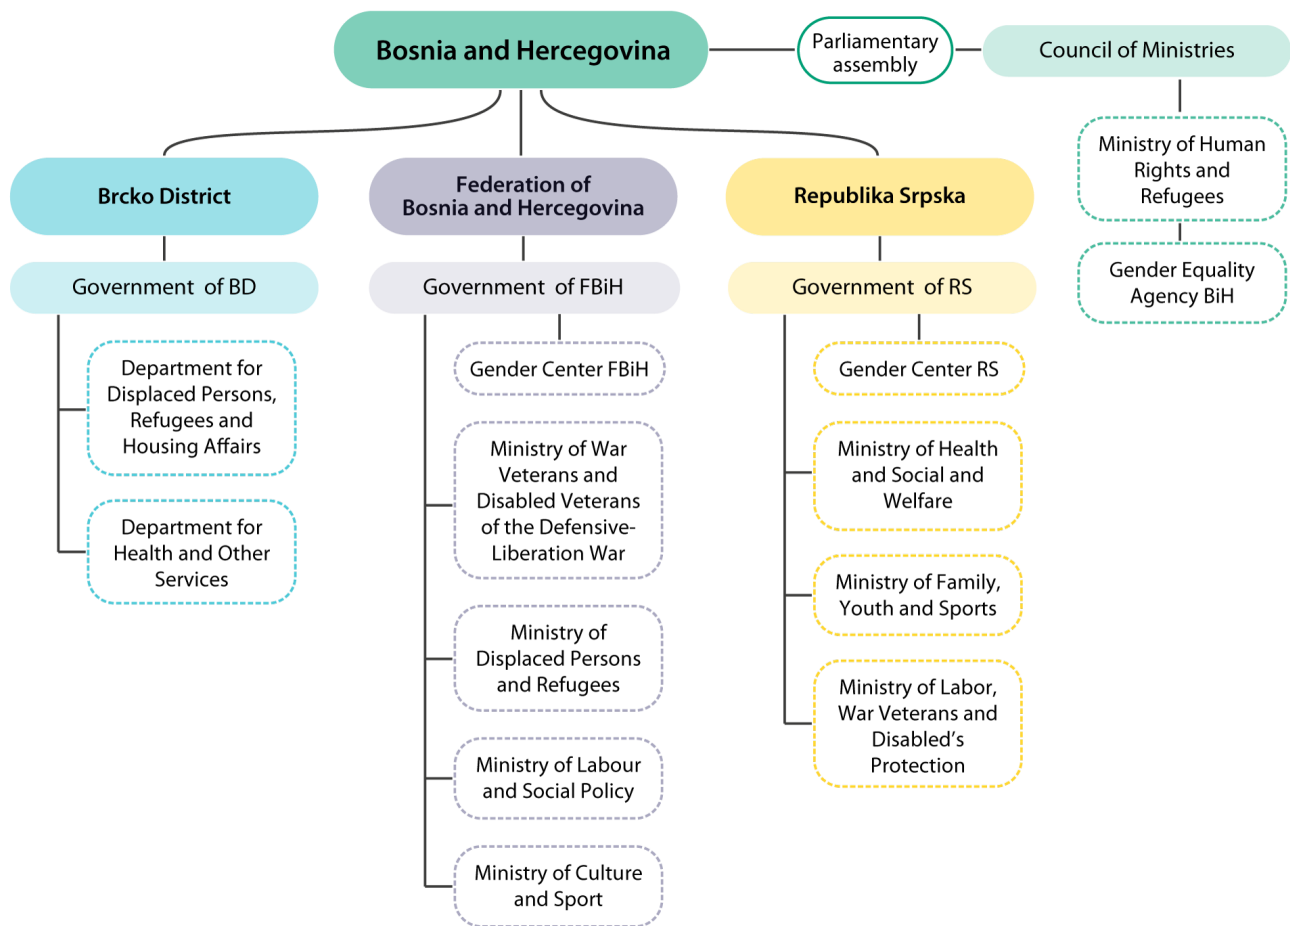 Bosnia and Hercegovina
Parliamentary
assembly
Council of Ministries
Ministry of Human
Rights and
Refugees
Gender Equality
Agency BiH
Brcko District
Government of BD
Department for
Displaced Persons,
Refugees and
Housing Affairs
Department for
Health and Other
Services
Federation of
Bosnia and Hercegovina
Government of FBiH
Gender Center FBiH
Ministry of War
Veterans and
Disabled Veterans
of the Defensive-
Liberation War
Ministry of
Displaced Persons
and Refugees
Ministry of Labour
and Social Policy
Ministry of Culture
and Sport
Republika Srpska
Government of RS
Gender Center RS
Ministry of Health
and Social and
Welfare
Ministry of Family,
Youth and Sports
Ministry of Labor,
War Veterans and
Disabled’s
Protection